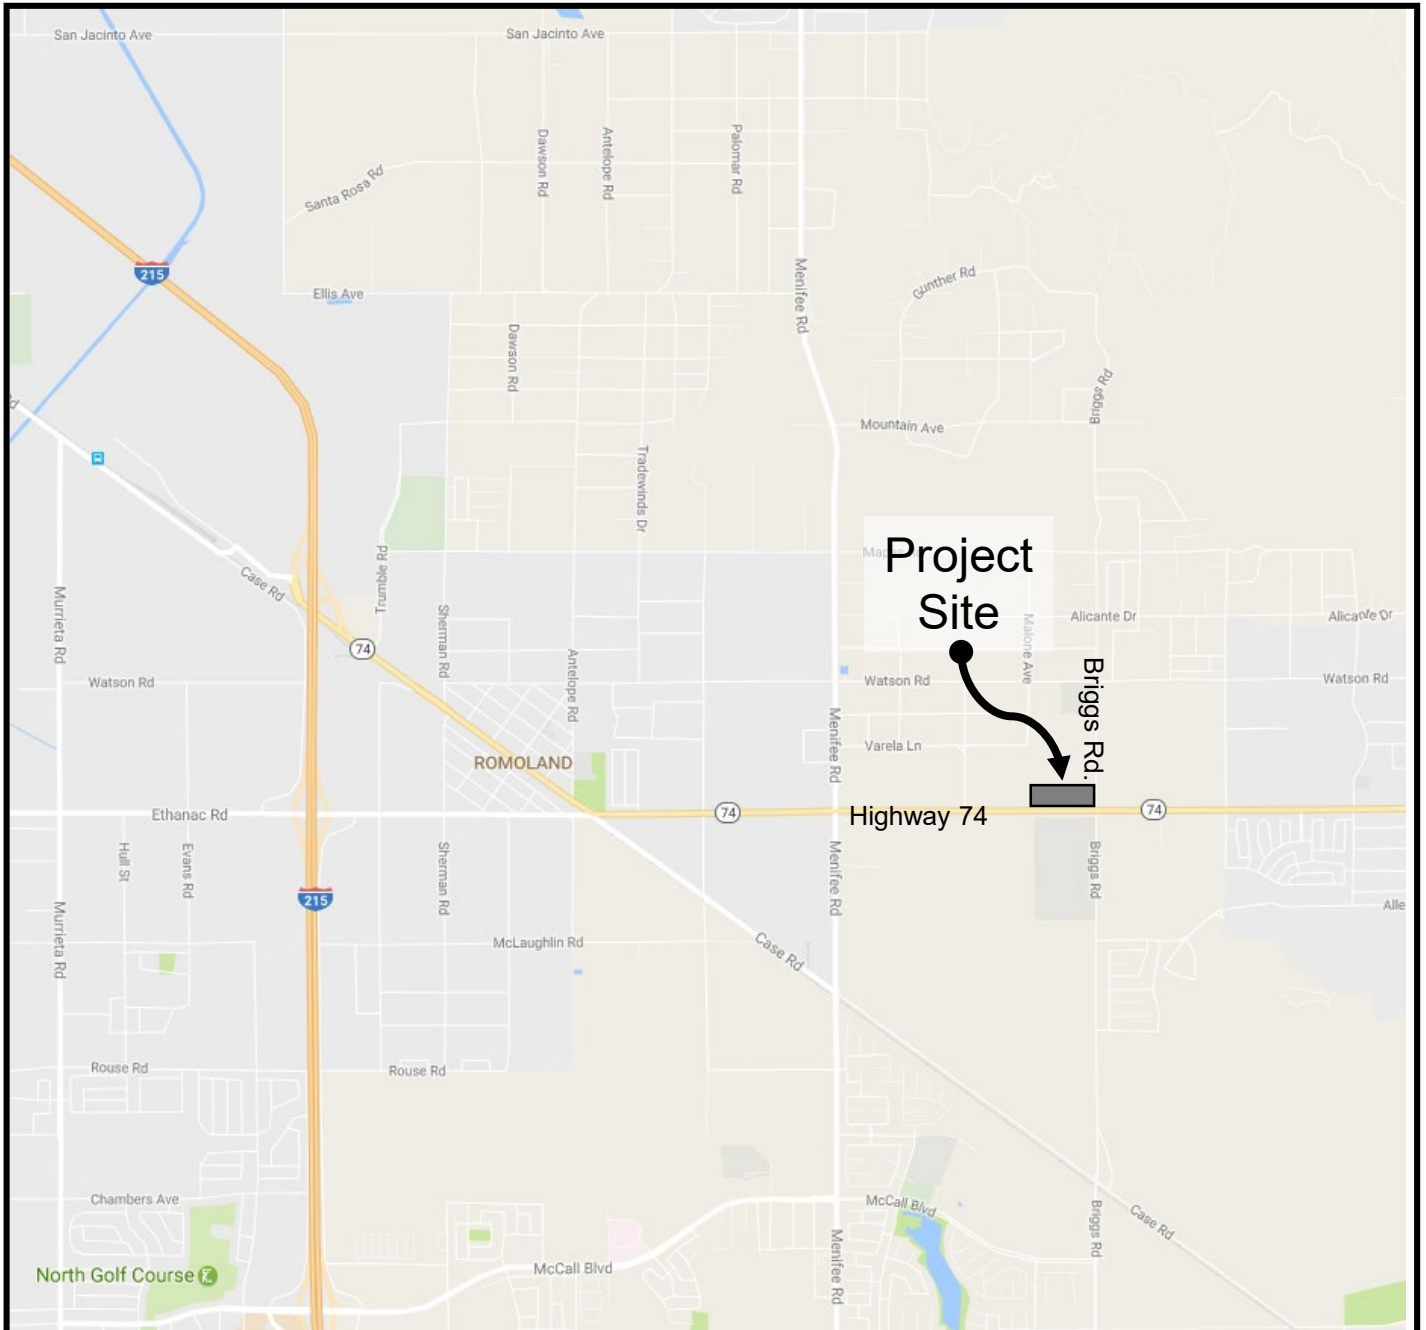 San Jacinto Ave
San Jacinto Ave
Dawson Rd
Antelope Rd
Palomar Rd
Santa Rosa Rd
215
Menifee Rd
Gunther Rd
Ellis Ave
Dawson Rd
Briggs Rd
Mountain Ave
Tradewinds Dr
Project
Site
Trumble Rd
Case Rd
Murrieta Rd
Sherman Rd
74
Malone Ave
Alicante Dr
Alicante Dr
Antelope Rd
Watson Rd
Watson Rd
Briggs Rd.
Watson Rd
Menifee Rd
Varela Ln
ROMOLAND
Ethanac Rd
74
Highway 74
74
Hull St
Evans Rd
Sherman Rd
Menifee Rd
Briggs Rd
215
Murrieta Rd
Alle
McLaughlin Rd
Case Rd
Rouse Rd
Rouse Rd
Chambers Ave
McCall Blvd
Briggs Rd
Case Rd
North Golf Course
McCall Blvd
Menifee Rd